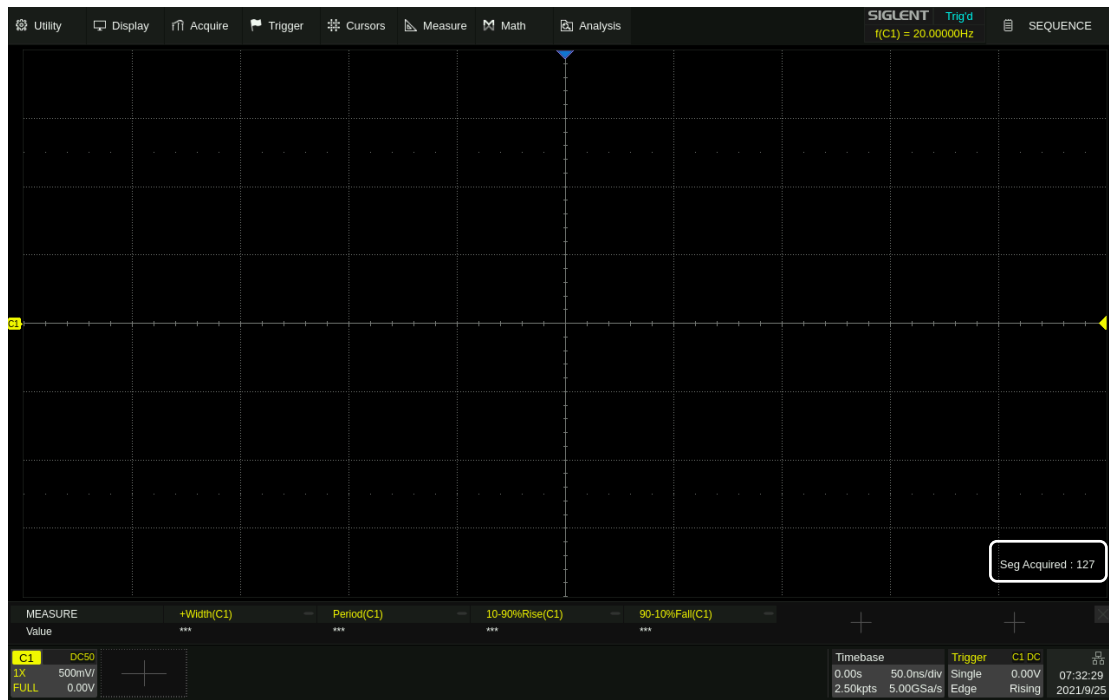 Utility Display Acquire Trigger Cursors Measure Math Analysis SIGLENT Trig'd SEQUENCE
f(C1) = 20.00000Hz
C1
Seg Acquired : 127
MEASURE +Width(C1) Period(C1) 10-90%Rise(C1) 90-10%Fall(C1)
Value *** *** *** ***
C1 DC50 Timebase Trigger C1 DC
1X 500mV/ 0.00s 50.0ns/div Single 0.00V 07:32:29
FULL 0.00V 2.50kpts 5.00GSa/s Edge Rising 2021/9/25